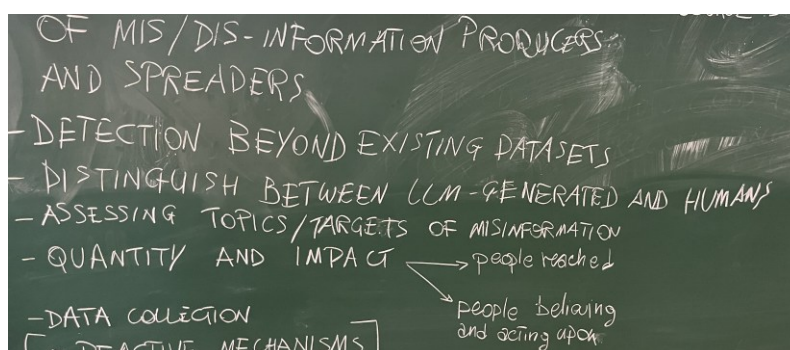 OF MIS/DIS-INFORMATION PRODUCERS
AND SPREADERS
- DETECTION BEYOND EXISTING DATASETS
- DISTINGUISH BETWEEN LLM-GENERATED AND HUMANS
- ASSESSING TOPICS/TARGETS OF MISINFORMATION
- QUANTITY AND IMPACT → people reached
people believing
and acting upon
- DATA COLLECTION
MECHANISMS]